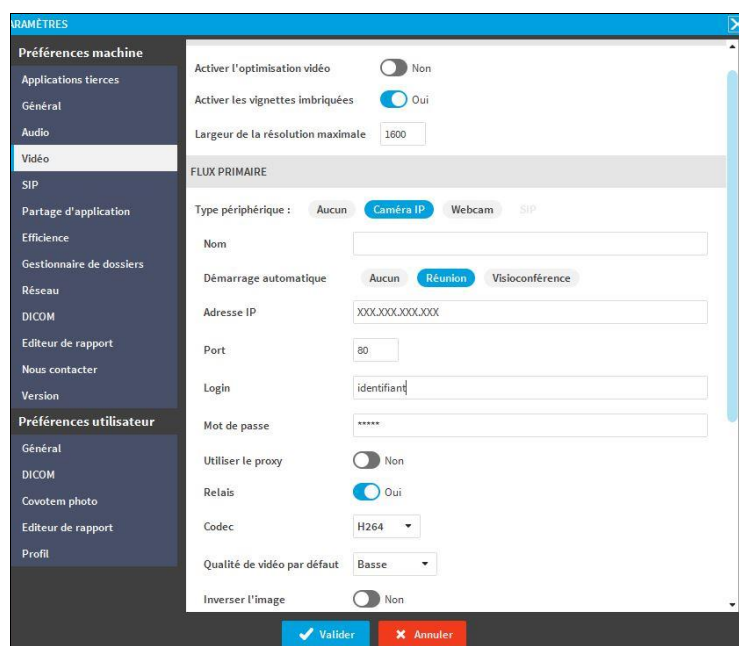 ARAMÈTRES
Préférences machine
Applications tierces
Général
Audio
Vidéo
SIP
Partage d'application
Efficience
Gestionnaire de dossiers
Réseau
DICOM
Editeur de rapport
Nous contacter
Version
Préférences utilisateur
Général
DICOM
Covotem photo
Editeur de rapport
Profil
Activer l'optimisation vidéo Non
Activer les vignettes imbriquées Oui
Largeur de la résolution maximale 1600
FLUX PRIMAIRE
Type périphérique : Aucun Caméra IP Webcam SIP
Nom
Démarrage automatique Aucun Réunion Visioconférence
Adresse IP XXX.XXX.XXX.XXX
Port 80
Login identifiant
Mot de passe *****
Utiliser le proxy Non
Relais Oui
Codec H264
Qualité de vidéo par défaut Basse
Inverser l'image Non
Valider Annuler